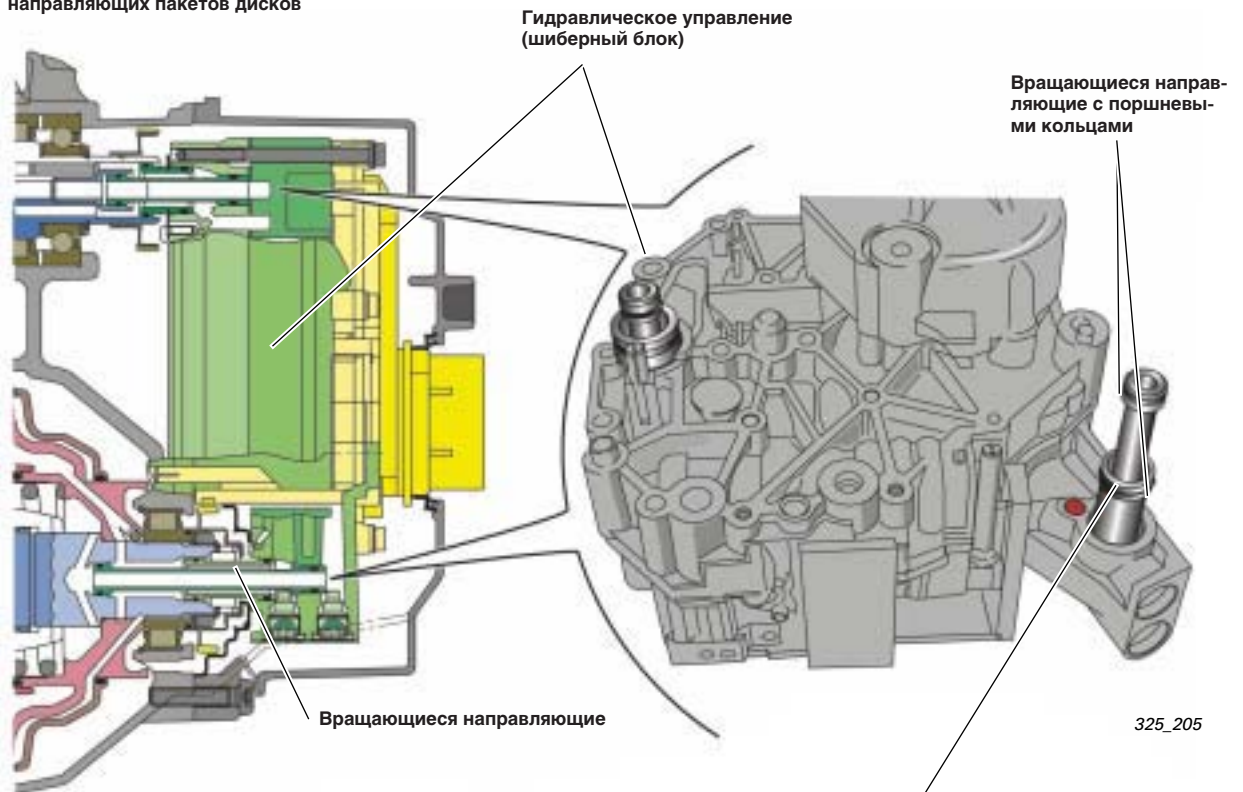 направляющих пакетов дисков
Гидравлическое управление
(шиберный блок)
Вращающиеся направ-
ляющие с поршневы-
ми кольцами
Вращающиеся направляющие
325_205